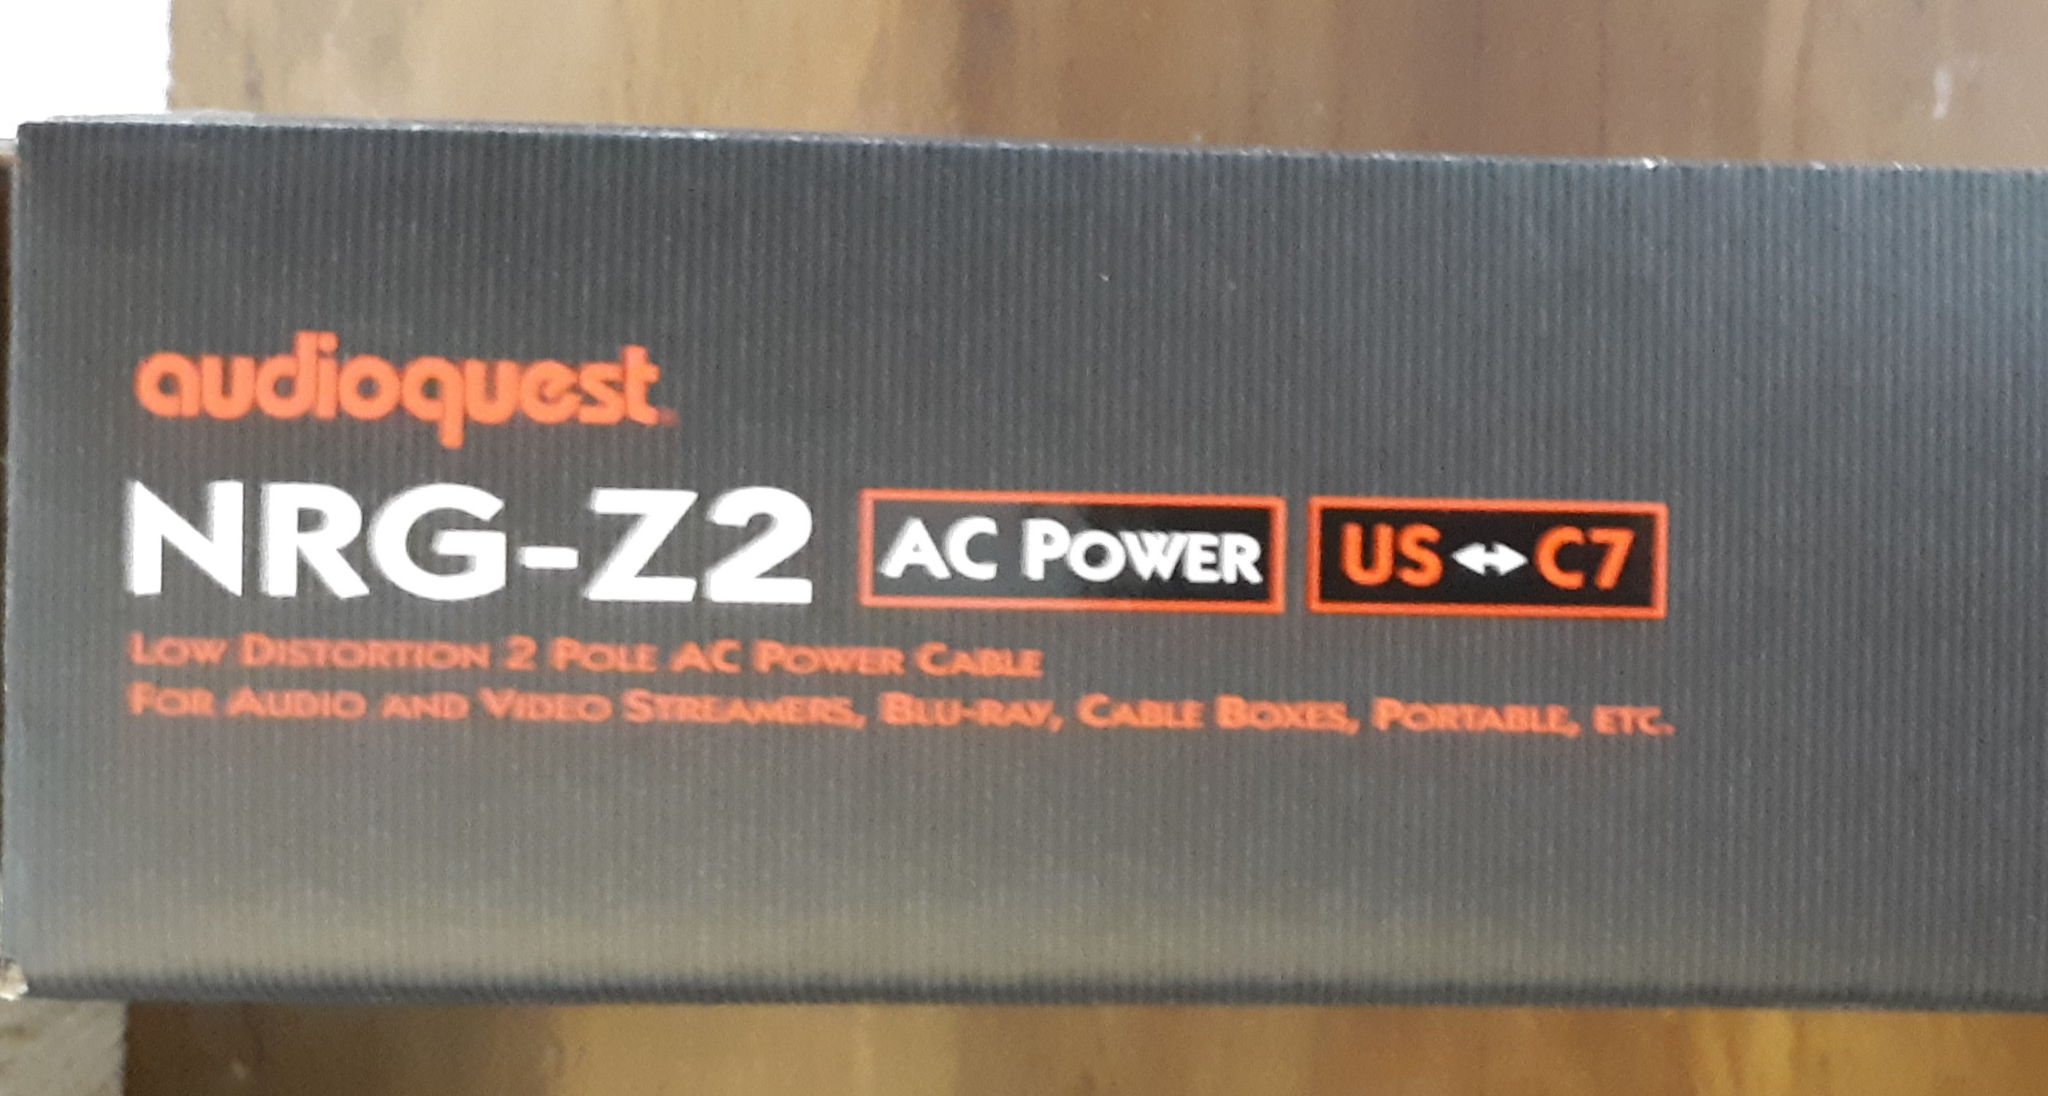 audioquest
NRG-Z2 AC POWER US ↔ C7
LOW DISTORTION 2 POLE AC POWER CABLE
FOR AUDIO AND VIDEO STREAMERS, BLU-RAY, CABLE BOXES, PORTABLE, ETC.